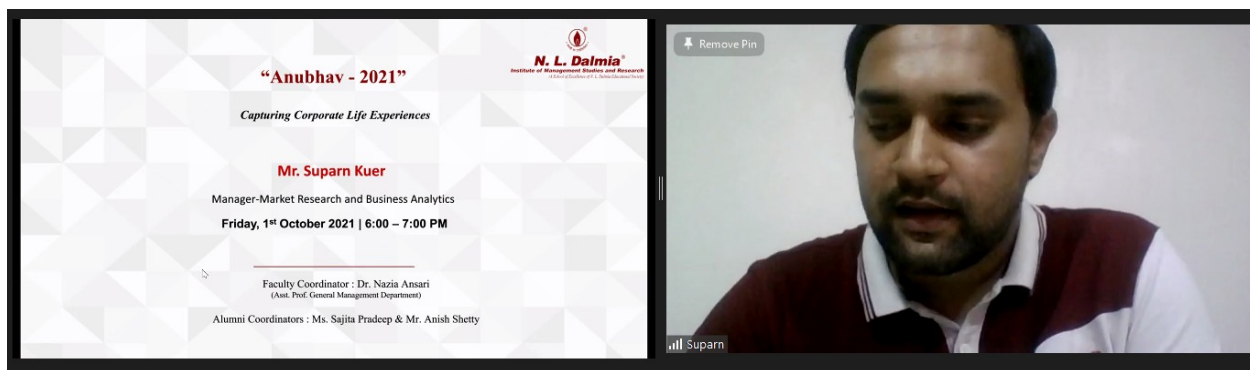 “Anubhav - 2021”
N. L. Dalmia®
Institute of Management Studies and Research
Capturing Corporate Life Experiences
Mr. Suparn Kuer
Manager-Market Research and Business Analytics
Friday, 1st October 2021 | 6:00 – 7:00 PM
Faculty Coordinator : Dr. Nazia Ansari
(Asst. Prof. General Management Department)
Alumni Coordinators : Ms. Sajita Pradeep & Mr. Anish Shetty
Remove Pin
Suparn